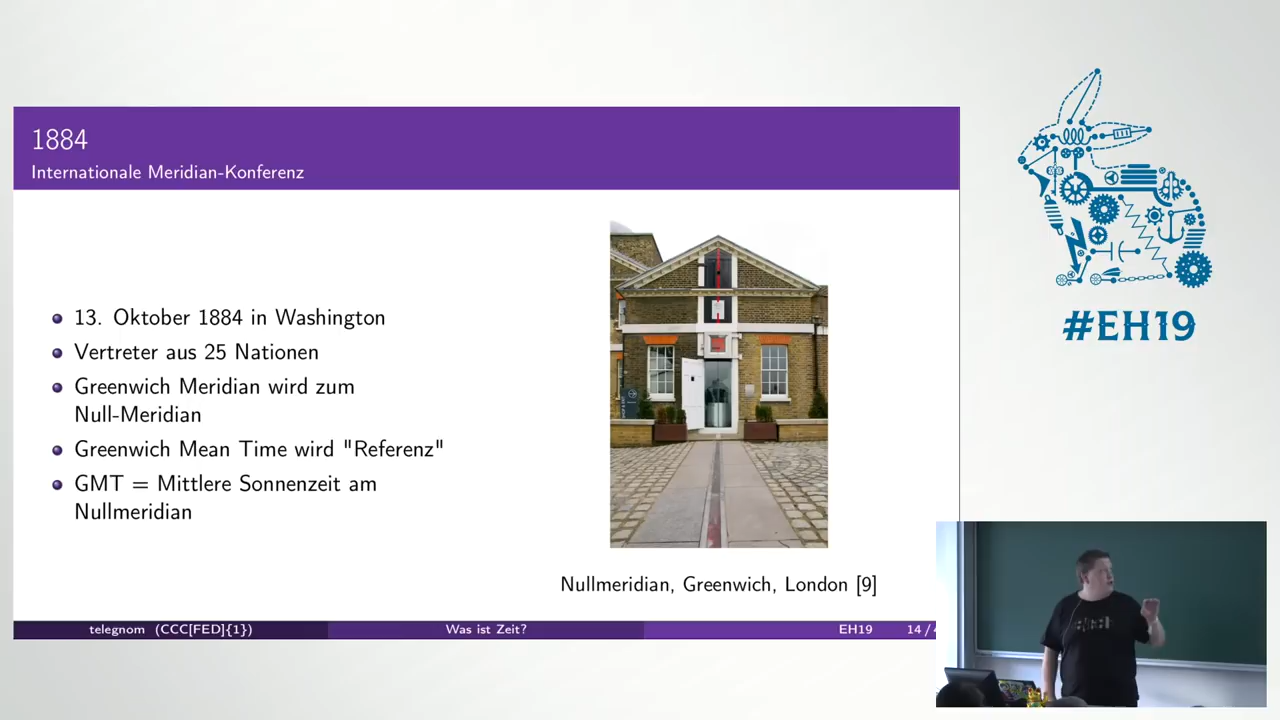 1884
Internationale Meridian-Konferenz
13. Oktober 1884 in Washington
Vertreter aus 25 Nationen
Greenwich Meridian wird zum
Null-Meridian
Greenwich Mean Time wird "Referenz"
GMT = Mittlere Sonnenzeit am
Nullmeridian
Nullmeridian, Greenwich, London [9]
telegnom (CCC[FED]{1})
Was ist Zeit?
EH19
14 /
#EH19